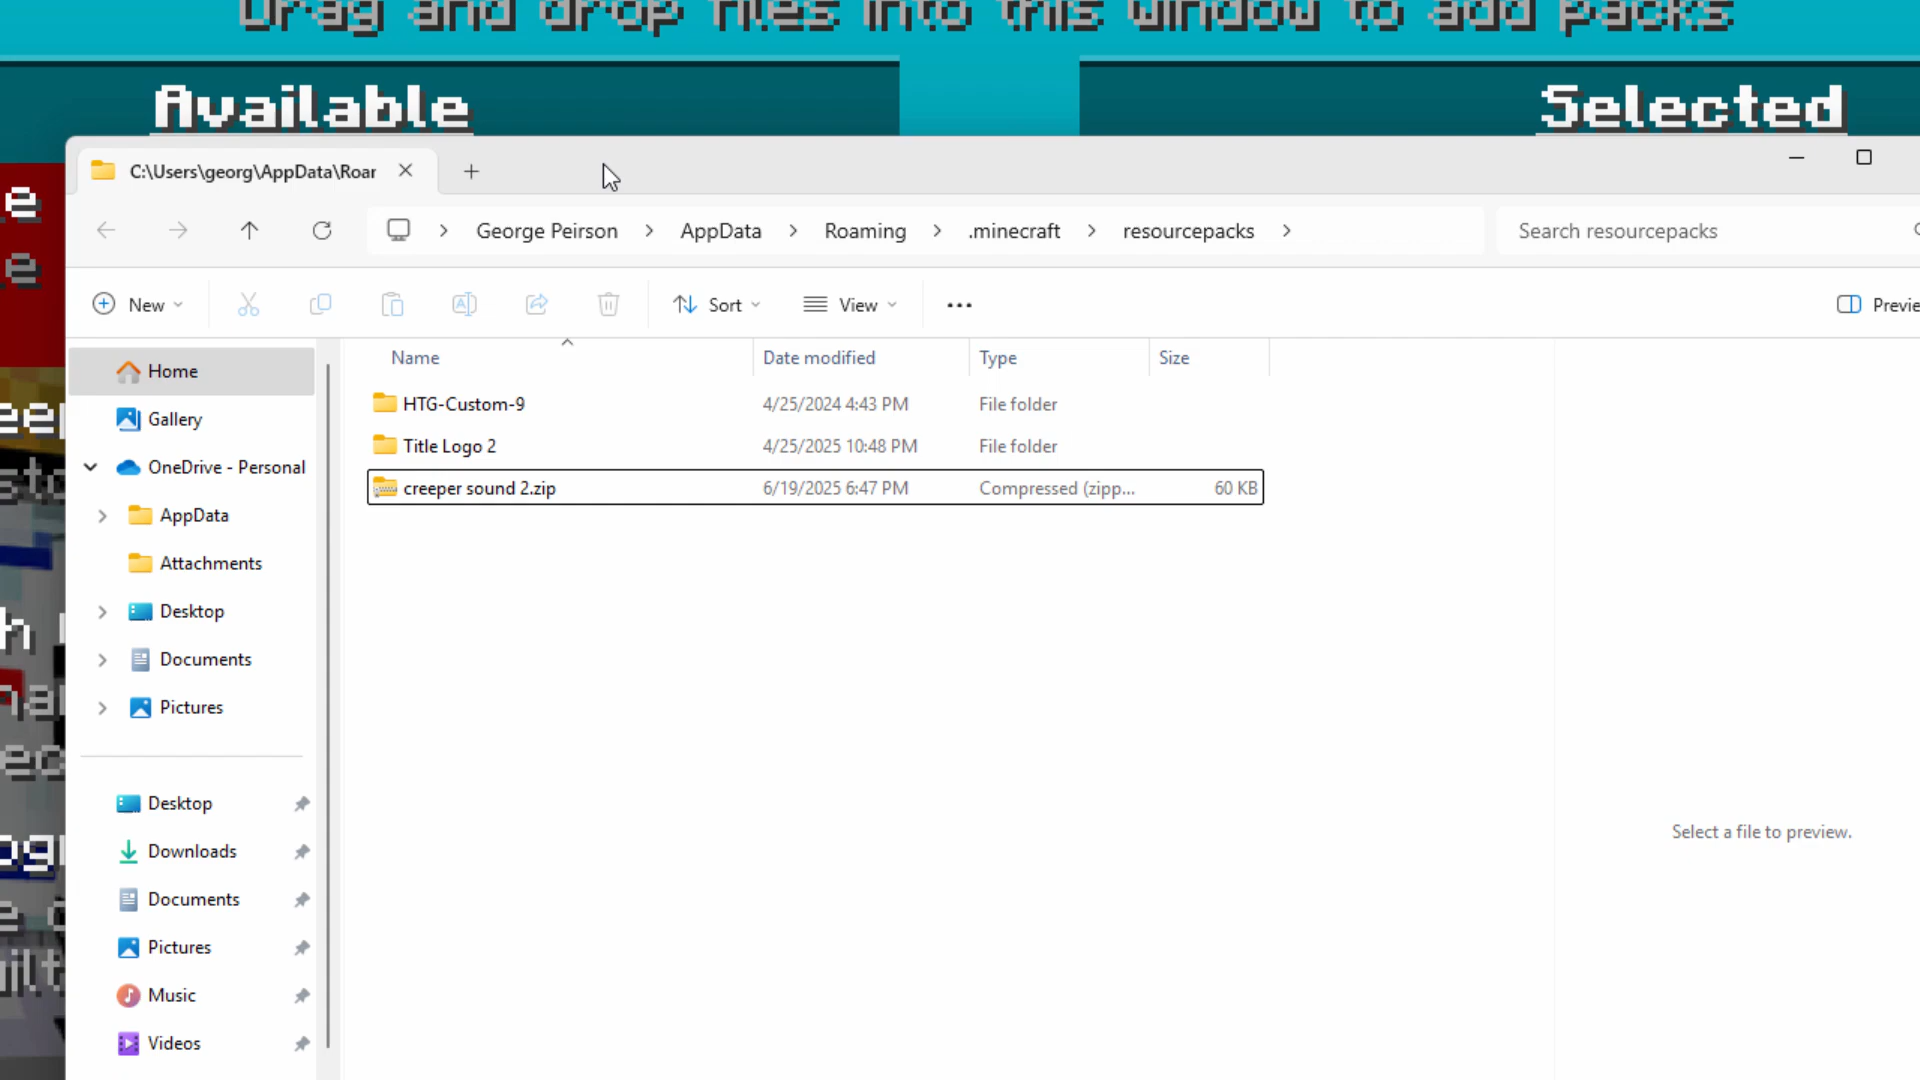 Drag and drop files into this window to add packs
Available
Selected
C:\Users\georg\AppData\Roar
George Peirson
AppData
Roaming
.minecraft
resourcepacks
Search resourcepacks
New
Sort
View
Previe
Name
Date modified
Type
Size
Home
HTG-Custom-9
4/25/2024 4:43 PM
File folder
Gallery
Title Logo 2
4/25/2025 10:48 PM
File folder
OneDrive - Personal
creeper sound 2.zip
6/19/2025 6:47 PM
Compressed (zipp...
60 KB
AppData
Attachments
Desktop
Documents
Pictures
Desktop
Downloads
Documents
Pictures
Music
Videos
Select a file to preview.